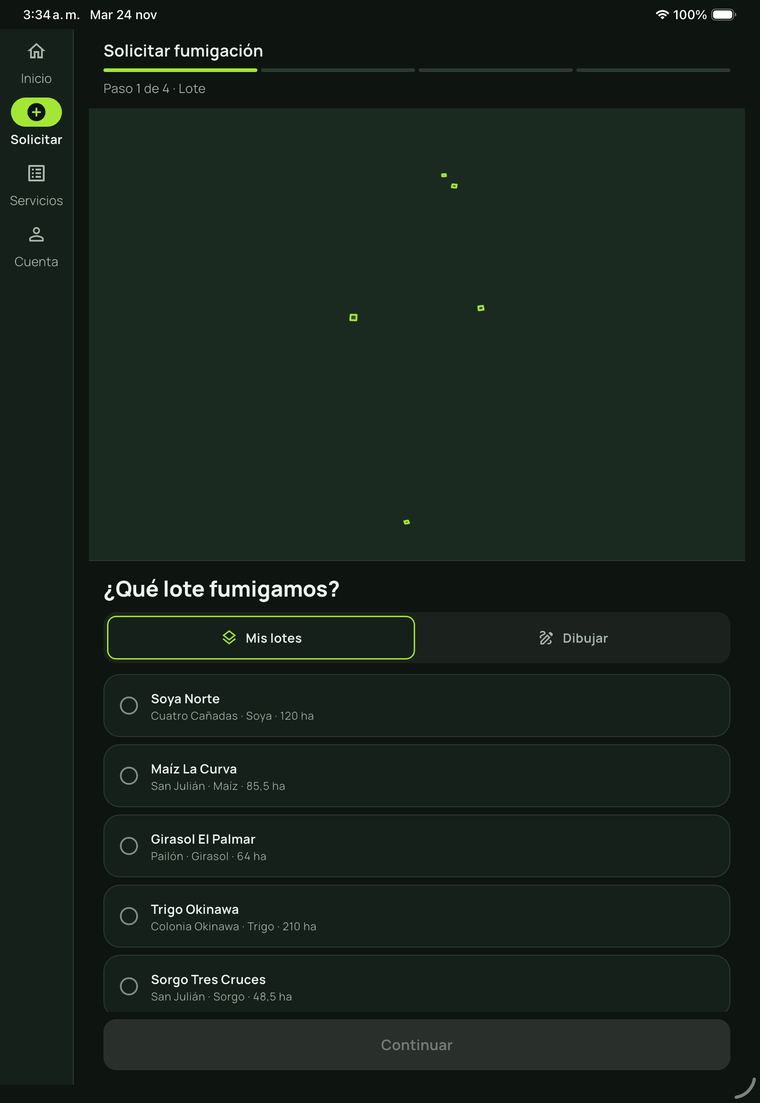 3:34 a. m. Mar 24 nov
100%
Inicio
Solicitar
Servicios
Cuenta
Solicitar fumigación
Paso 1 de 4 · Lote
¿Qué lote fumigamos?
Mis lotes
Dibujar
Soya Norte
Cuatro Cañadas · Soya · 120 ha
Maíz La Curva
San Julián · Maíz · 85,5 ha
Girasol El Palmar
Pailón · Girasol · 64 ha
Trigo Okinawa
Colonia Okinawa · Trigo · 210 ha
Sorgo Tres Cruces
San Julián · Sorgo · 48,5 ha
Continuar